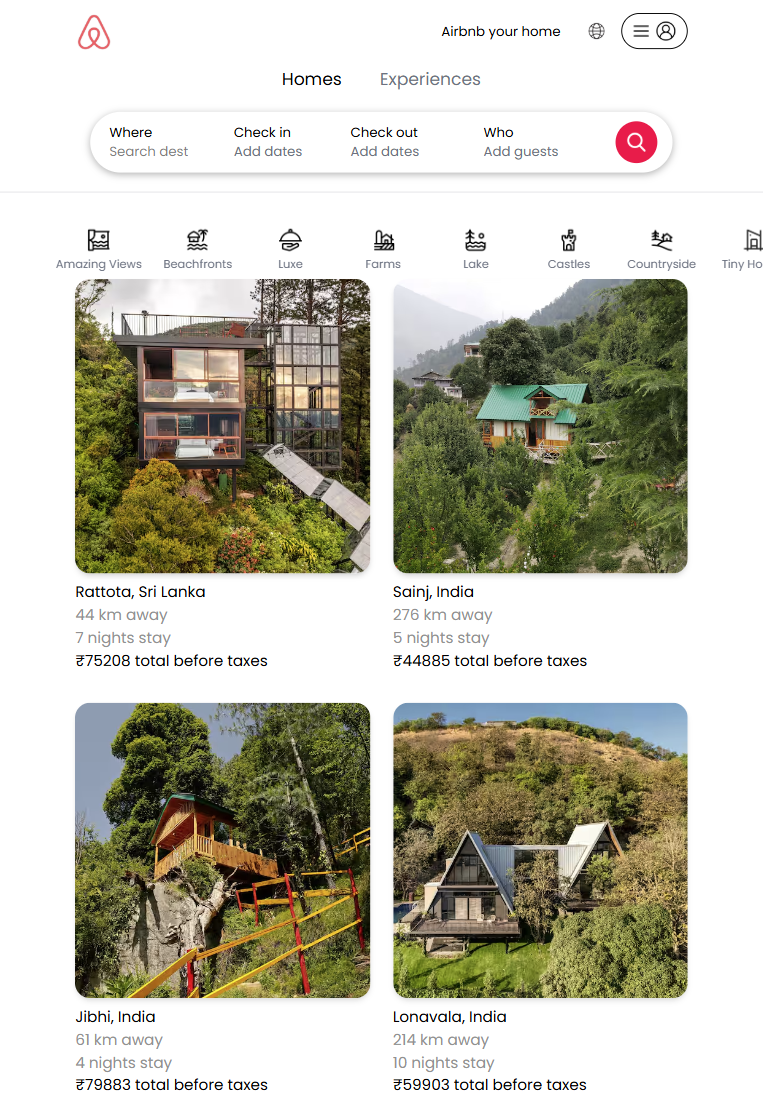 Airbnb your home
Homes Experiences
Where Check in Check out Who
Search dest Add dates Add dates Add guests
Amazing Views Beachfronts Luxe Farms Lake Castles Countryside Tiny Ho
Rattota, Sri Lanka
44 km away
7 nights stay
₹75208 total before taxes
Sainj, India
276 km away
5 nights stay
₹44885 total before taxes
Jibhi, India
61 km away
4 nights stay
₹79883 total before taxes
Lonavala, India
214 km away
10 nights stay
₹59903 total before taxes